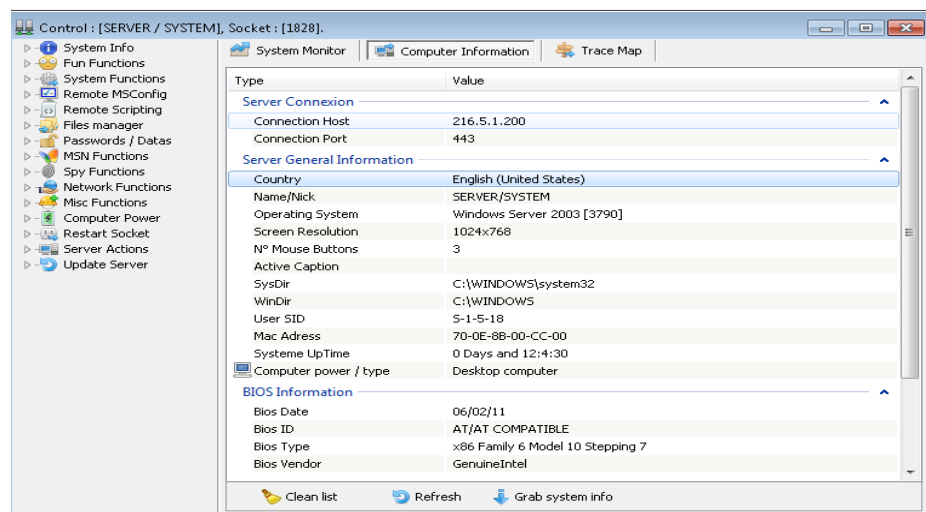 Control : [SERVER / SYSTEM], Socket : [1828].
System Info
Fun Functions
System Functions
Remote MSConfig
Remote Scripting
Files manager
Passwords / Datas
MSN Functions
Spy Functions
Network Functions
Misc Functions
Computer Power
Restart Socket
Server Actions
Update Server
System Monitor Computer Information Trace Map
Type Value
Server Connexion
Connection Host 216.5.1.200
Connection Port 443
Server General Information
Country English (United States)
Name/Nick SERVER/SYSTEM
Operating System Windows Server 2003 [3790]
Screen Resolution 1024x768
N° Mouse Buttons 3
Active Caption
SysDir C:\WINDOWS\system32
WinDir C:\WINDOWS
User SID S-1-5-18
Mac Adress 70-0E-8B-00-CC-00
Systeme UpTime 0 Days and 12:4:30
Computer power / type Desktop computer
BIOS Information
Bios Date 06/02/11
Bios ID AT/AT COMPATIBLE
Bios Type x86 Family 6 Model 10 Stepping 7
Bios Vendor GenuineIntel
Clean list Refresh Grab system info